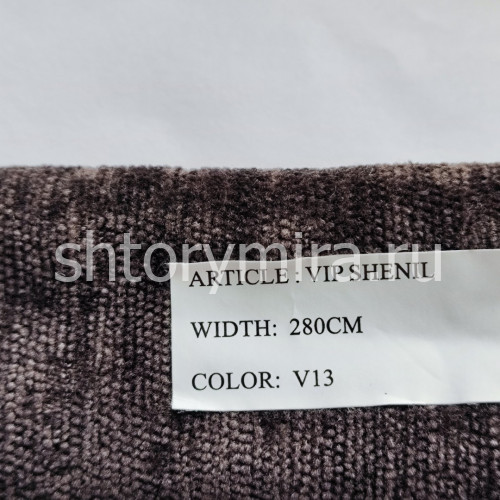 shtorymira.ru
ARTICLE : VIP SHENIL
WIDTH: 280CM
COLOR: V13